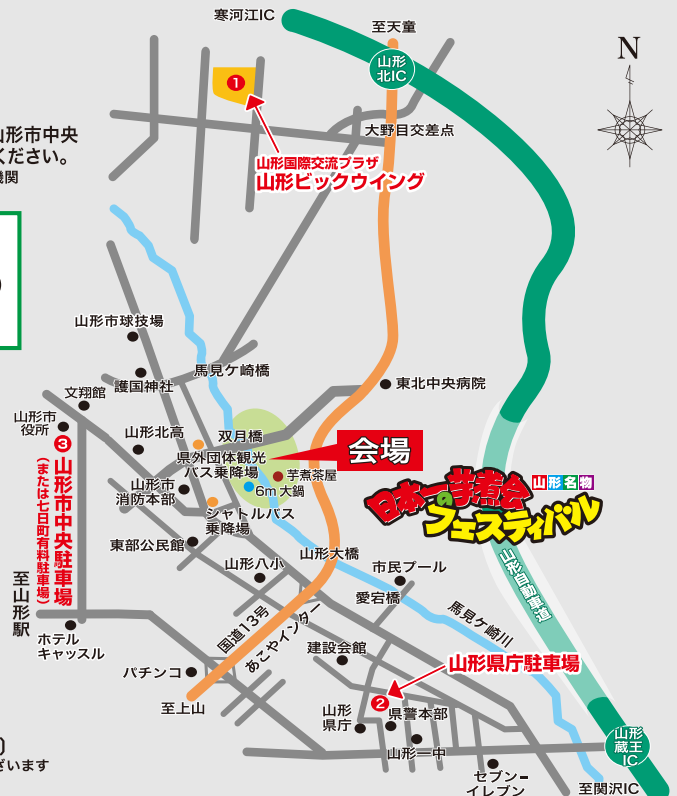 寒河江IC
至天童
N
山形
北IC
❶
大野目交差点
山形市中央
ください。
機関
山形国際交流プラザ
山形ビックウイング
)
山形市球技場
馬見ケ崎橋
護国神社
文翔館
東北中央病院
山形市
役所
❸
山形北高
双月橋
会場
県外団体観光
バス乗降場
芋煮茶屋
6m大鍋
山形市
消防本部
山形名物
日本一の芋煮会
フェスティバル
シャトルバス
乗降場
山形市中央駐車場
(または七日町有料駐車場)
東部公民館
山形大橋
山形八小
市民プール
愛宕橋
山形自動車道
至山形駅
国道13号
あこやインター
馬見ケ崎川
ホテル
キャッスル
建設会館
山形県庁駐車場
パチンコ
❷
至上山
山形
県庁
県警本部
山形一中
山形
蔵王
IC
)
ざいます
セブン-
イレブン
至関沢IC